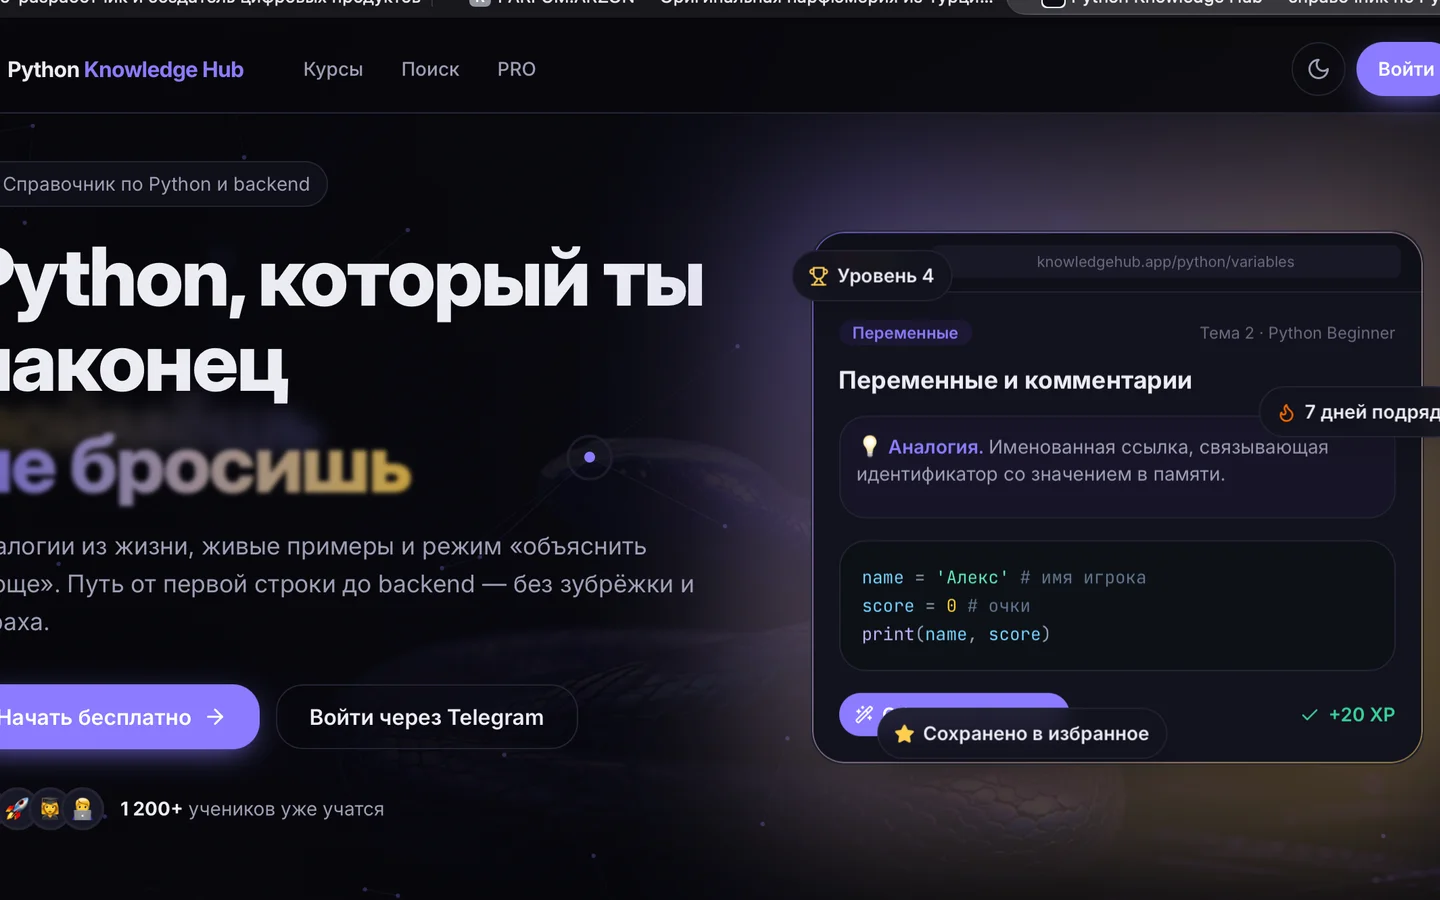 Python Knowledge Hub
Курсы
Поиск
PRO
Войти
Справочник по Python и backend
Python, который ты
наконец
не бросишь
алогии из жизни, живые примеры и режим «объяснить
още». Путь от первой строки до backend — без зубрёжки и
раха.
Начать бесплатно
Войти через Telegram
1 200+ учеников уже учатся
Уровень 4
knowledgehub.app/python/variables
Переменные
Тема 2 · Python Beginner
Переменные и комментарии
7 дней подряд
💡 Аналогия. Именованная ссылка, связывающая
идентификатор со значением в памяти.
name = 'Алекс' # имя игрока
score = 0 # очки
print(name, score)
Сохранено в избранное
+20 XP